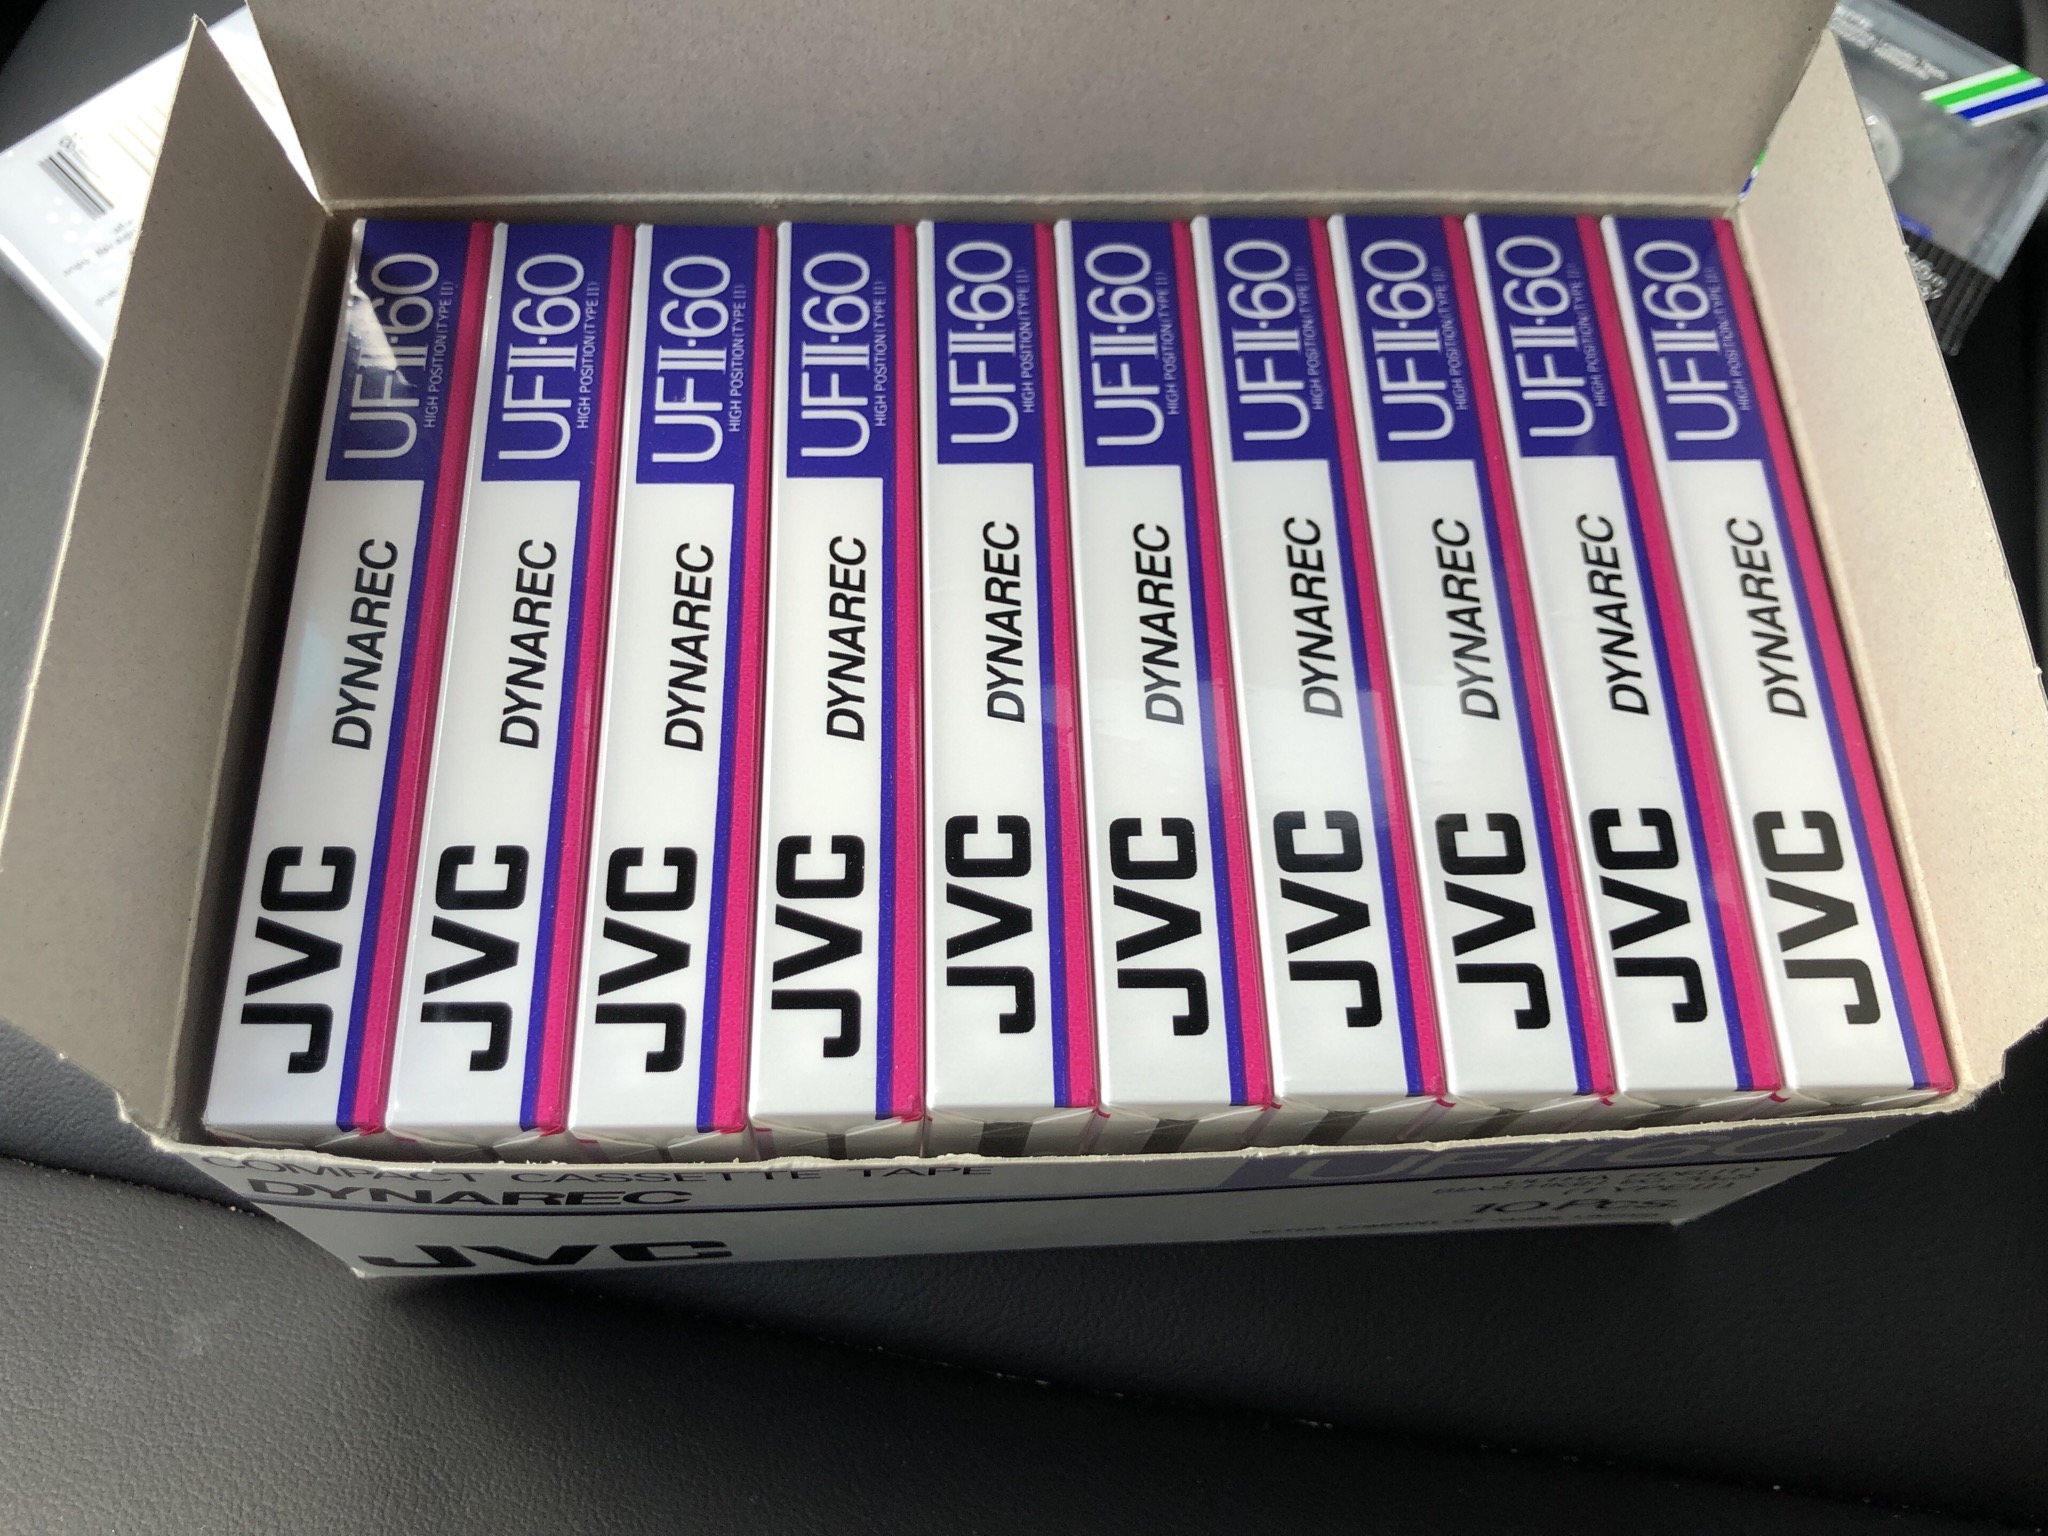 JVC DYNAREC UFII·60
HIGH POSITION (TYPE II)
JVC DYNAREC UFII·60
HIGH POSITION (TYPE II)
JVC DYNAREC UFII·60
HIGH POSITION (TYPE II)
JVC DYNAREC UFII·60
HIGH POSITION (TYPE II)
JVC DYNAREC UFII·60
HIGH POSITION (TYPE II)
JVC DYNAREC UFII·60
HIGH POSITION (TYPE II)
JVC DYNAREC UFII·60
HIGH POSITION (TYPE II)
JVC DYNAREC UFII·60
HIGH POSITION (TYPE II)
JVC DYNAREC UFII·60
HIGH POSITION (TYPE II)
JVC DYNAREC UFII·60
HIGH POSITION (TYPE II)
COMPACT CASSETTE TAPE
UFII·60
DYNAREC
(TYPE II)
10 Pcs.
JVC